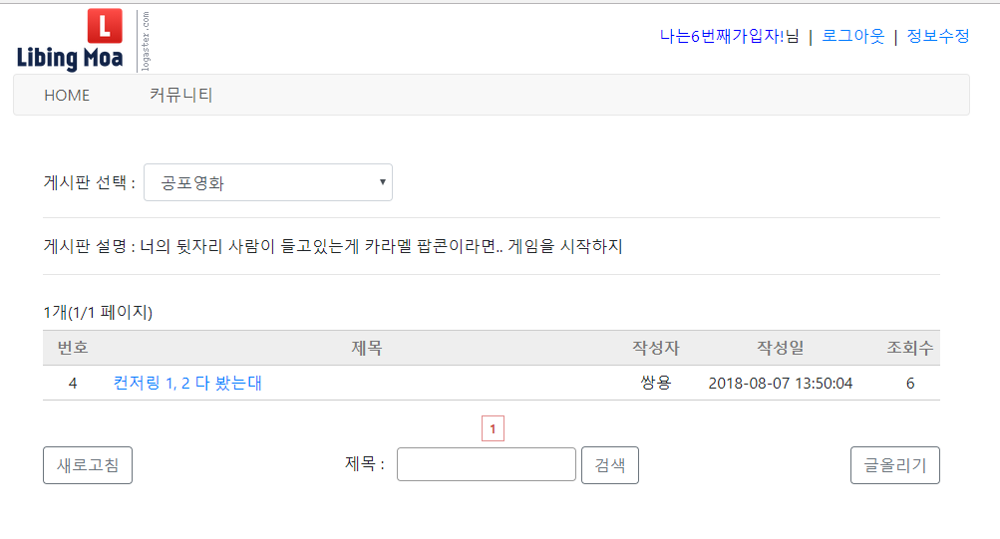 L
Libing Moa
logaster.com
나는6번째가입자!님 | 로그아웃 | 정보수정
HOME 커뮤니티
게시판 선택 : 공포영화
게시판 설명 : 너의 뒷자리 사람이 들고있는게 카라멜 팝콘이라면.. 게임을 시작하지
1개(1/1 페이지)
번호 제목 작성자 작성일 조회수
4 컨저링 1, 2 다 봤는대 쌍용 2018-08-07 13:50:04 6
1
새로고침 제목 : 검색 글올리기